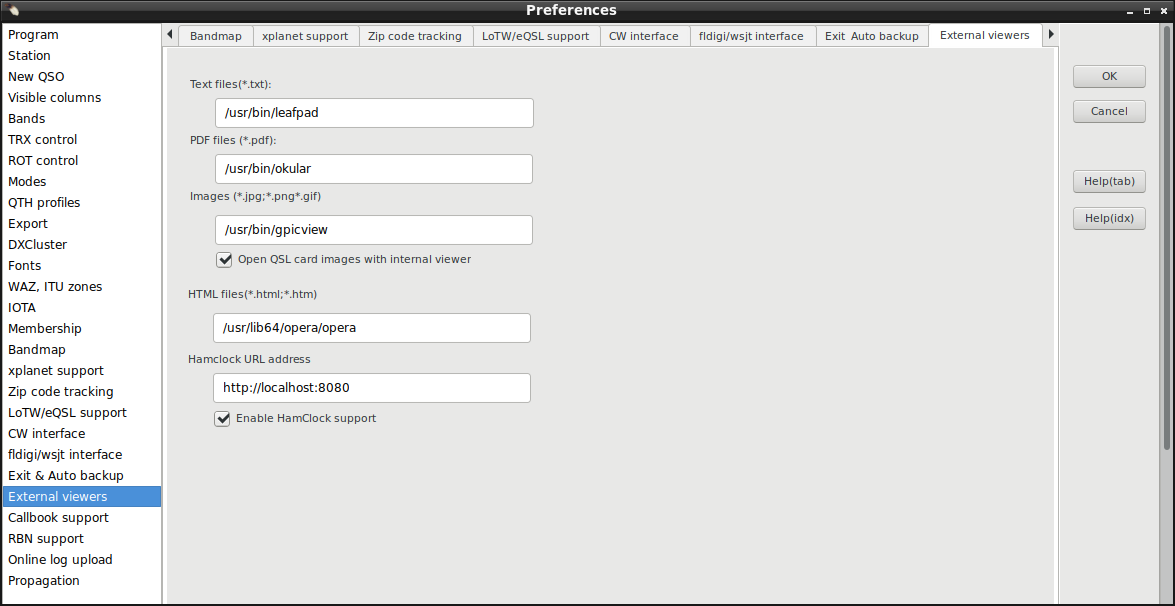 Preferences
Program
Station
New QSO
Visible columns
Bands
TRX control
ROT control
Modes
QTH profiles
Export
DXCluster
Fonts
WAZ, ITU zones
IOTA
Membership
Bandmap
xplanet support
Zip code tracking
LoTW/eQSL support
CW interface
fldigi/wsjt interface
Exit & Auto backup
External viewers
Callbook support
RBN support
Online log upload
Propagation
Bandmap xplanet support Zip code tracking LoTW/eQSL support CW interface fldigi/wsjt interface Exit Auto backup External viewers
Text files(*.txt):
/usr/bin/leafpad
PDF files (*.pdf):
/usr/bin/okular
Images (*.jpg;*.png*.gif)
/usr/bin/gpicview
Open QSL card images with internal viewer
HTML files(*.html;*.htm)
/usr/lib64/opera/opera
Hamclock URL address
http://localhost:8080
Enable HamClock support
OK
Cancel
Help(tab)
Help(idx)